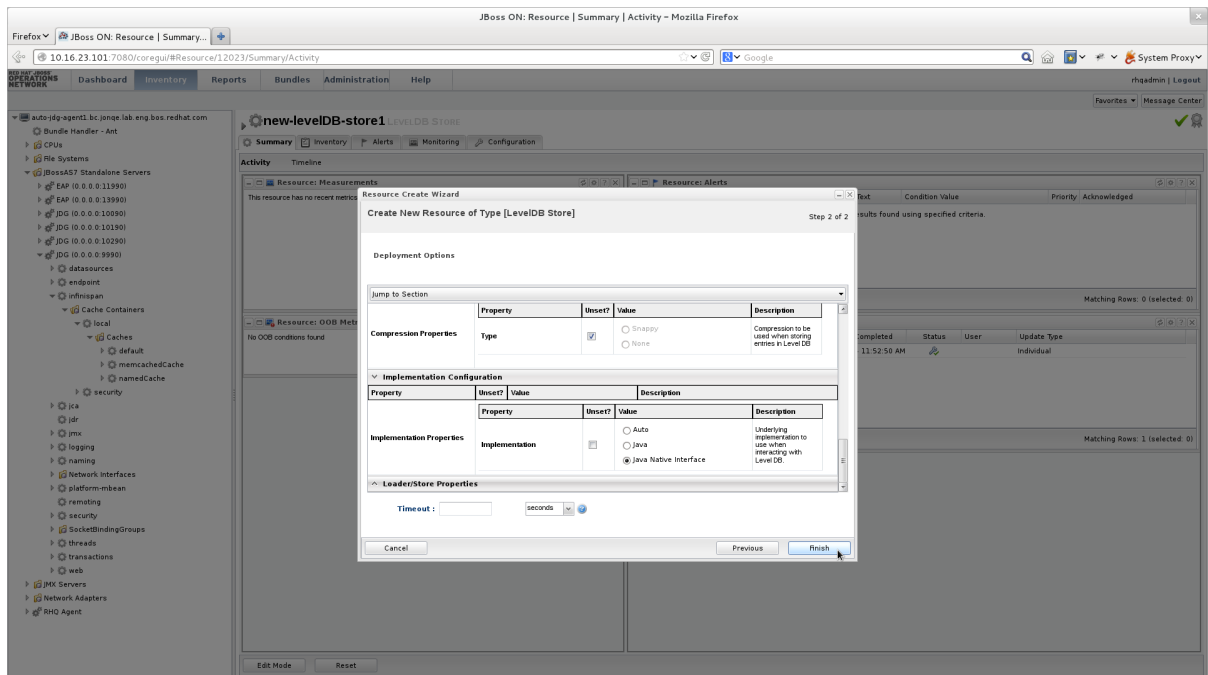 JBoss ON: Resource | Summary | Activity - Mozilla Firefox
Firefox
JBoss ON: Resource | Summary...
10.16.23.101:7080/coregui/#Resource/12023/Summary/Activity
Google
System Proxy
RED HAT JBOSS OPERATIONS NETWORK
Dashboard Inventory Reports Bundles Administration Help
rhqadmin | Logout
Favorites Message Center
auto-jdg-agent1.bc.jonqe.lab.eng.bos.redhat.com
Bundle Handler - Ant
CPUs
File Systems
JBossAS7 Standalone Servers
EAP (0.0.0.0:11990)
EAP (0.0.0.0:13990)
JDG (0.0.0.0:10090)
JDG (0.0.0.0:10190)
JDG (0.0.0.0:10290)
JDG (0.0.0.0:9990)
datasources
endpoint
infinispan
Cache Containers
local
Caches
default
memcachedCache
namedCache
security
jca
jdr
jmx
logging
naming
Network Interfaces
platform-mbean
remoting
security
SocketBindingGroups
threads
transactions
web
JMX Servers
Network Adapters
RHQ Agent
new-levelDB-store1 LEVELDB STORE
Summary Inventory Alerts Monitoring Configuration
Activity Timeline
Resource: Measurements
This resource has no recent metrics
Resource: Alerts
Text Condition Value Priority Acknowledged
results found using specified criteria.
Matching Rows: 0 (selected: 0)
Resource: OOB Metr
No OOB conditions found
Completed Status User Update Type
11:52:50 AM Individual
Matching Rows: 1 (selected: 0)
Resource Create Wizard
Create New Resource of Type [LevelDB Store]
Step 2 of 2
Deployment Options
Jump to Section
Property Unset? Value Description
Compression Properties
Type
Snappy
None
Compression to be
used when storing
entries in Level DB
Implementation Configuration
Property Unset? Value Description
Property Unset? Value Description
Implementation Properties
Implementation
Auto
Java
Java Native Interface
Underlying
implementation to
use when
interacting with
Level DB.
Loader/Store Properties
Timeout :
seconds
Cancel Previous Finish
Edit Mode Reset